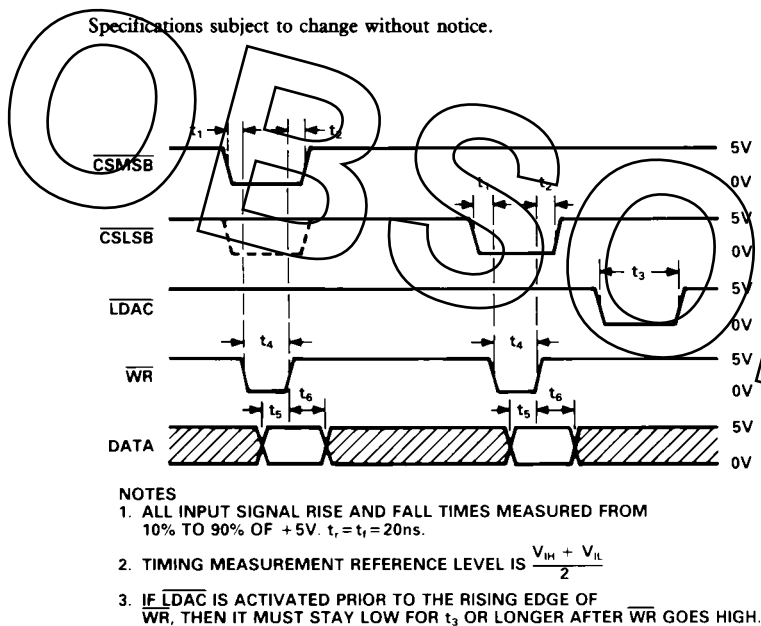 Specifications subject to change without notice.
OBSO
t₁ t₂
CSMSB 5V
0V
t₁ t₂
CSLSB 5V
0V
t₃
LDAC 5V
0V
t₄ t₄
WR 5V
0V
t₅ t₆ t₅ t₆
DATA 5V
0V
NOTES
1. ALL INPUT SIGNAL RISE AND FALL TIMES MEASURED FROM
10% TO 90% OF +5V. tᵣ = t_f = 20ns.
2. TIMING MEASUREMENT REFERENCE LEVEL IS (V_IH + V_IL) / 2
3. IF LDAC IS ACTIVATED PRIOR TO THE RISING EDGE OF
WR, THEN IT MUST STAY LOW FOR t₃ OR LONGER AFTER WR GOES HIGH.